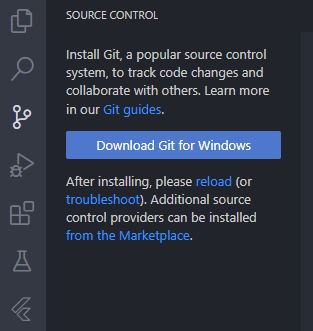 SOURCE CONTROL
Install Git, a popular source control
system, to track code changes and
collaborate with others. Learn more
in our Git guides.
Download Git for Windows
After installing, please reload (or
troubleshoot). Additional source
control providers can be installed
from the Marketplace.